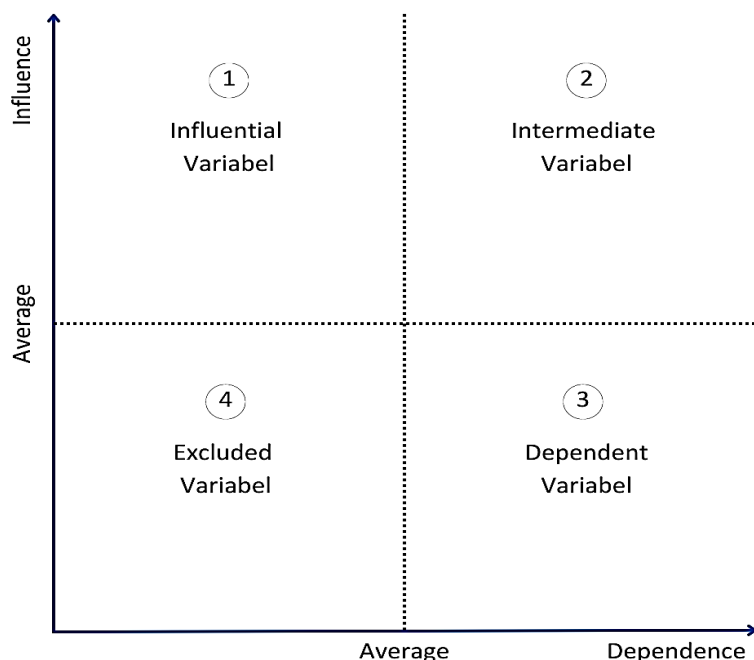 Influence
1
Influential
Variabel
2
Intermediate
Variabel
Average
4
Excluded
Variabel
3
Dependent
Variabel
Average
Dependence